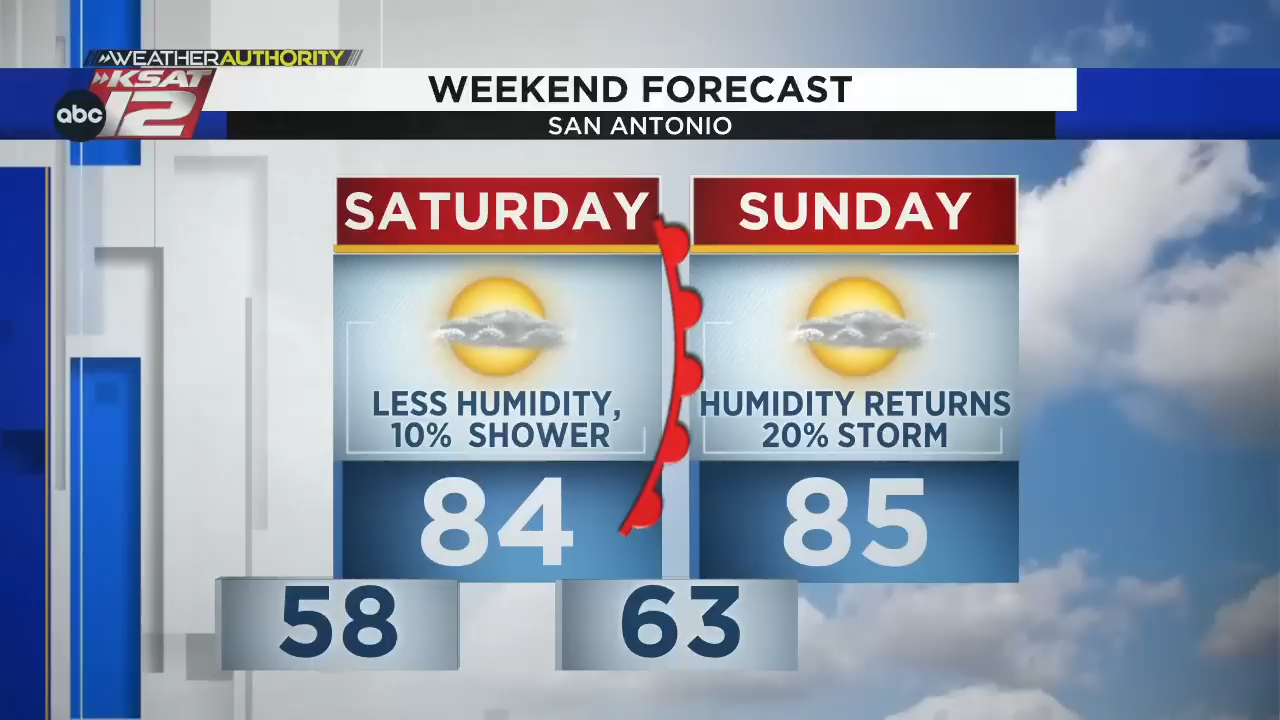 WEATHERAUTHORITY
KSAT
abc 12
WEEKEND FORECAST
SAN ANTONIO
SATURDAY
LESS HUMIDITY,
10% SHOWER
84
58
SUNDAY
HUMIDITY RETURNS
20% STORM
85
63